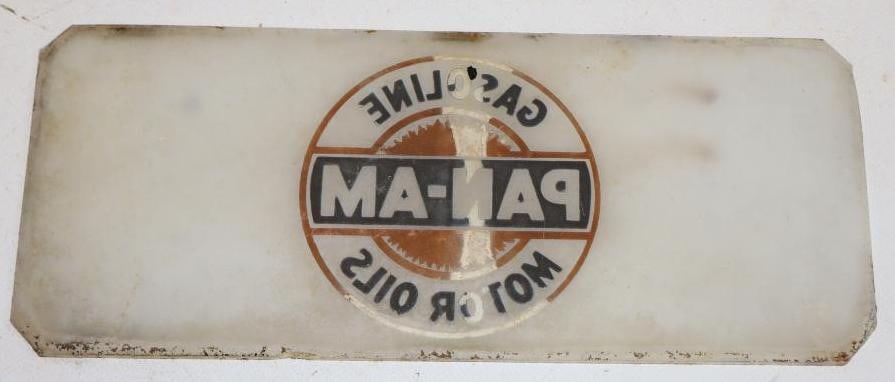 GASOLINE
PAN-AM
MOTOR OILS